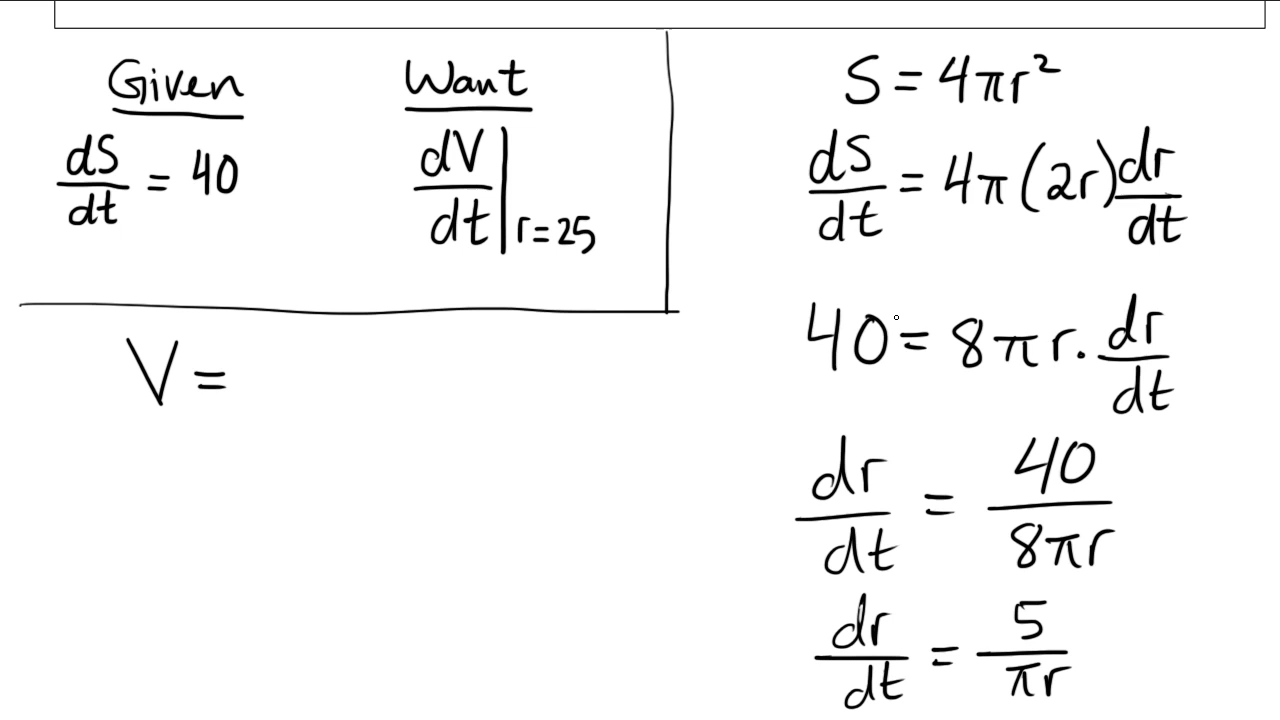 Given
dS/dt = 40
Want
dV/dt|r=25
V =
S = 4πr²
dS/dt = 4π(2r)dr/dt
40 = 8πr · dr/dt
dr/dt = 40/8πr
dr/dt = 5/πr